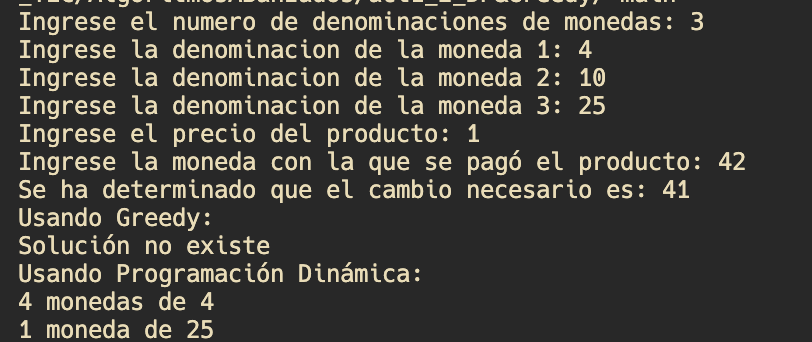 Ingrese el numero de denominaciones de monedas: 3
Ingrese la denominacion de la moneda 1: 4
Ingrese la denominacion de la moneda 2: 10
Ingrese la denominacion de la moneda 3: 25
Ingrese el precio del producto: 1
Ingrese la moneda con la que se pagó el producto: 42
Se ha determinado que el cambio necesario es: 41
Usando Greedy:
Solución no existe
Usando Programación Dinámica:
4 monedas de 4
1 moneda de 25